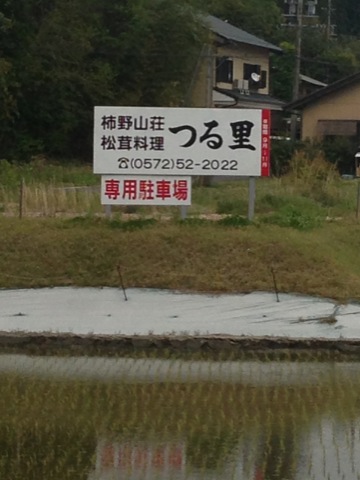 柿野山荘
松茸料理
つる里
☎(0572)52-2022
専用駐車場